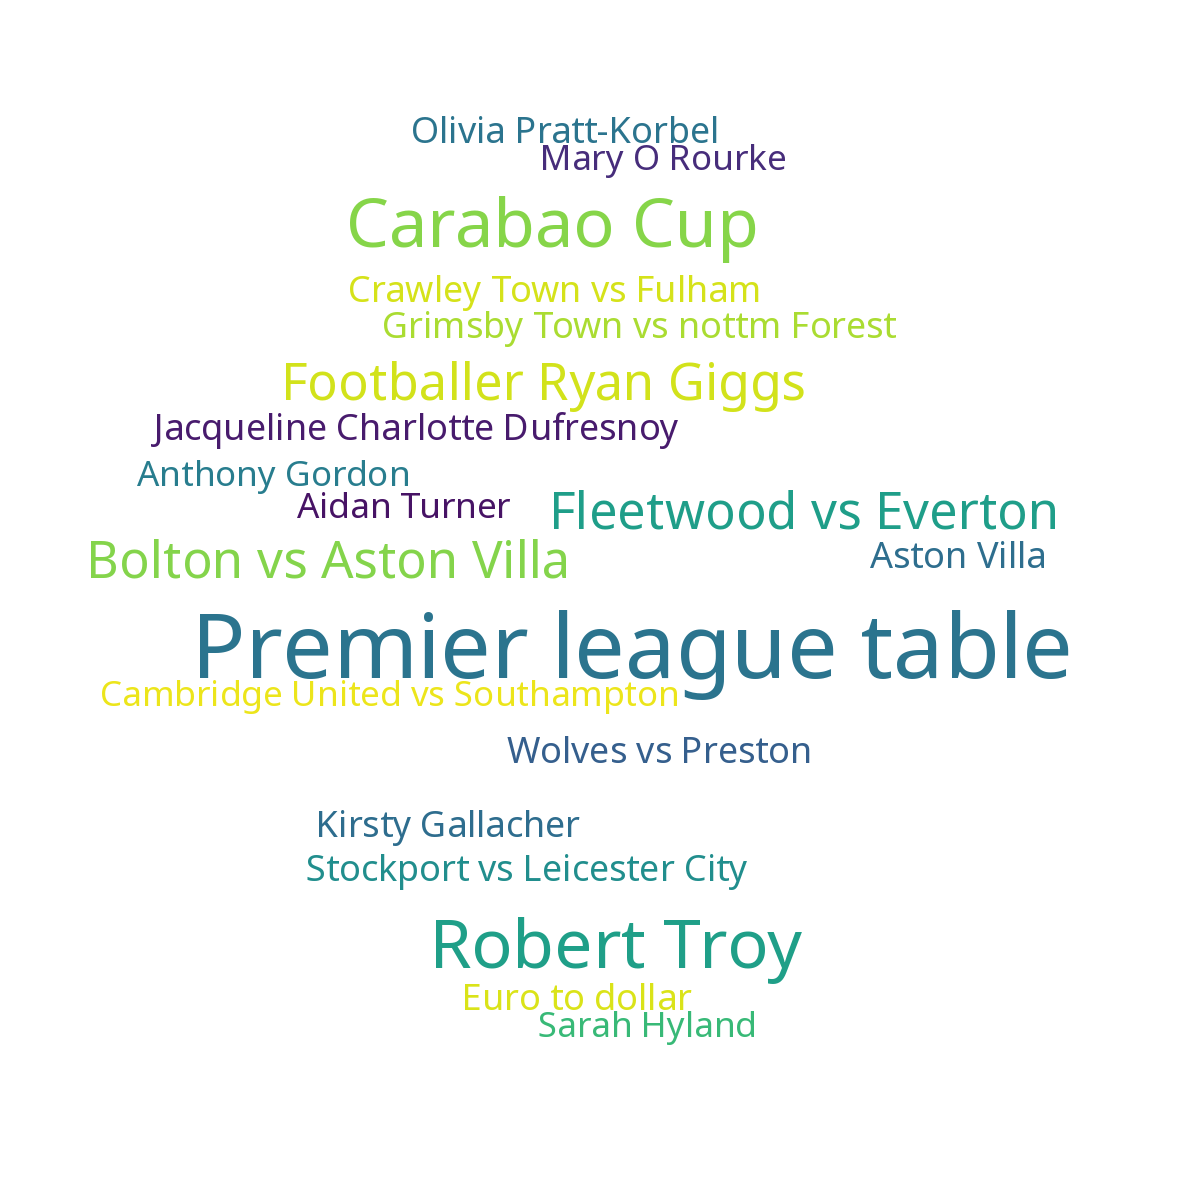 Olivia Pratt-Korbel
Mary O Rourke
Carabao Cup
Crawley Town vs Fulham
Grimsby Town vs nottm Forest
Footballer Ryan Giggs
Jacqueline Charlotte Dufresnoy
Anthony Gordon
Aidan Turner
Fleetwood vs Everton
Bolton vs Aston Villa
Aston Villa
Premier league table
Cambridge United vs Southampton
Wolves vs Preston
Kirsty Gallacher
Stockport vs Leicester City
Robert Troy
Euro to dollar
Sarah Hyland